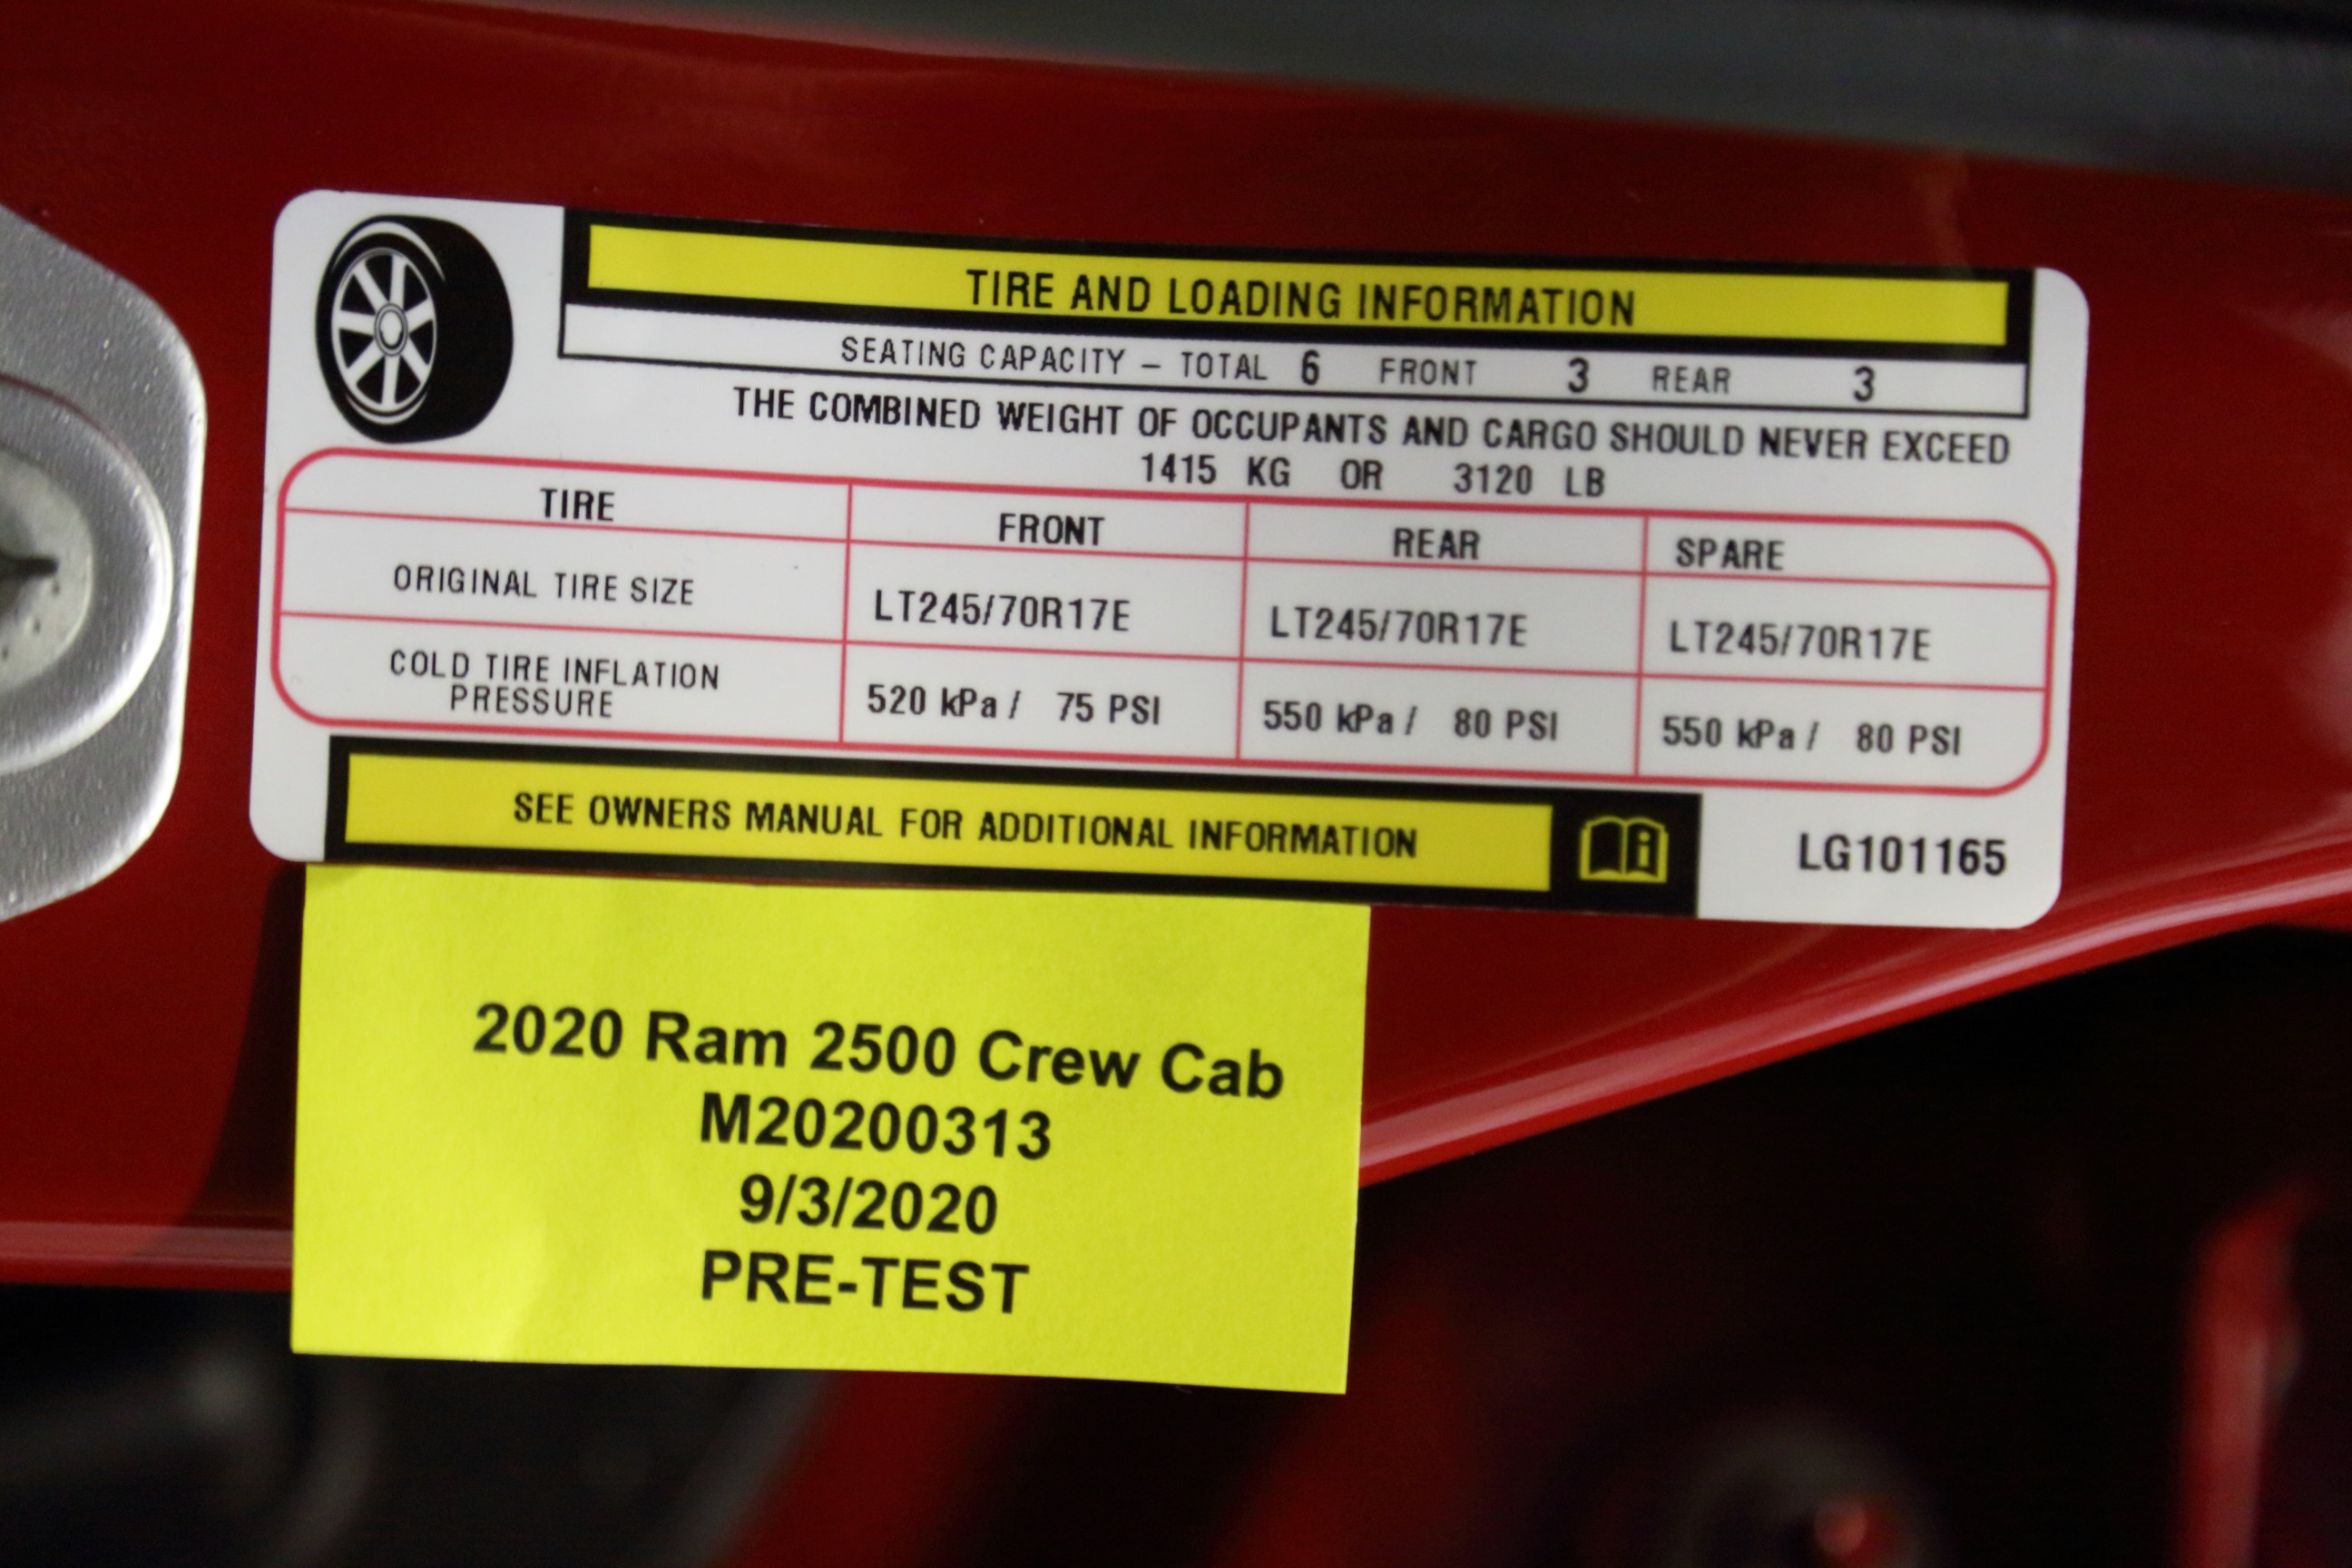 TIRE AND LOADING INFORMATION
SEATING CAPACITY – TOTAL 6 FRONT 3 REAR 3
THE COMBINED WEIGHT OF OCCUPANTS AND CARGO SHOULD NEVER EXCEED
1415 KG OR 3120 LB
TIRE FRONT REAR SPARE
ORIGINAL TIRE SIZE LT245/70R17E LT245/70R17E LT245/70R17E
COLD TIRE INFLATION
PRESSURE 520 kPa / 75 PSI 550 kPa / 80 PSI 550 kPa / 80 PSI
SEE OWNERS MANUAL FOR ADDITIONAL INFORMATION
LG101165
2020 Ram 2500 Crew Cab
M20200313
9/3/2020
PRE-TEST